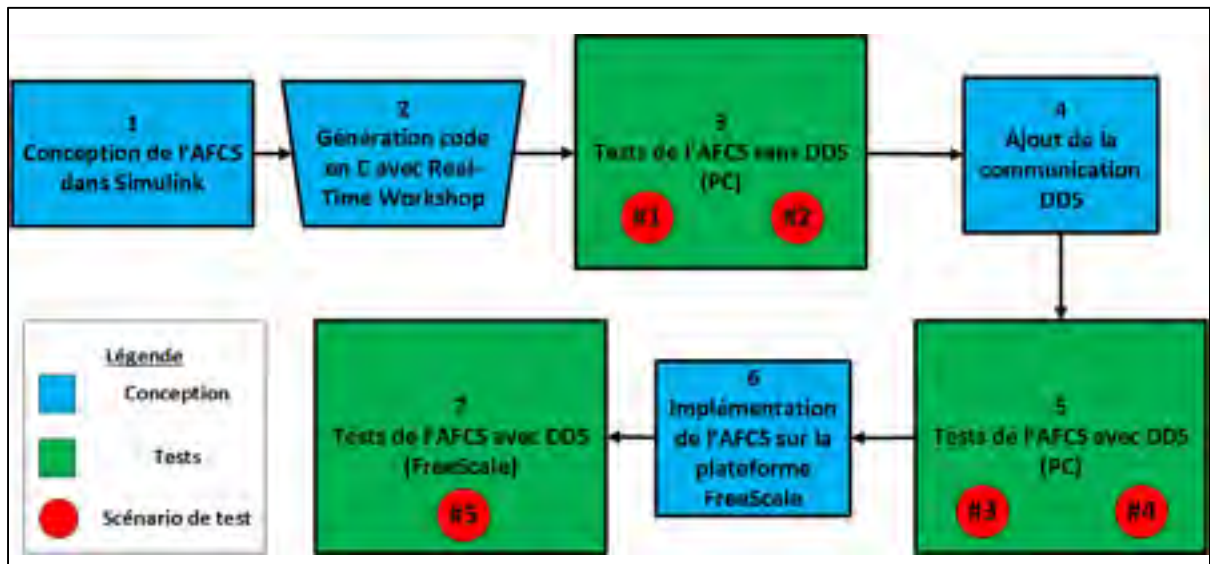 1
Conception de l'AFCS
dans Simulink
2
Génération code
en C avec Real-
Time Workshop
3
Tests de l'AFCS sans DDS
(PC)
#1
#2
4
Ajout de la
communication
DDS
5
Tests de l'AFCS avec DDS
(PC)
#3
#4
6
Implémentation
de l'AFCS sur la
plateforme
FreeScale
7
Tests de l'AFCS avec DDS
(FreeScale)
#5
Légende
Conception
Tests
Scénario de test